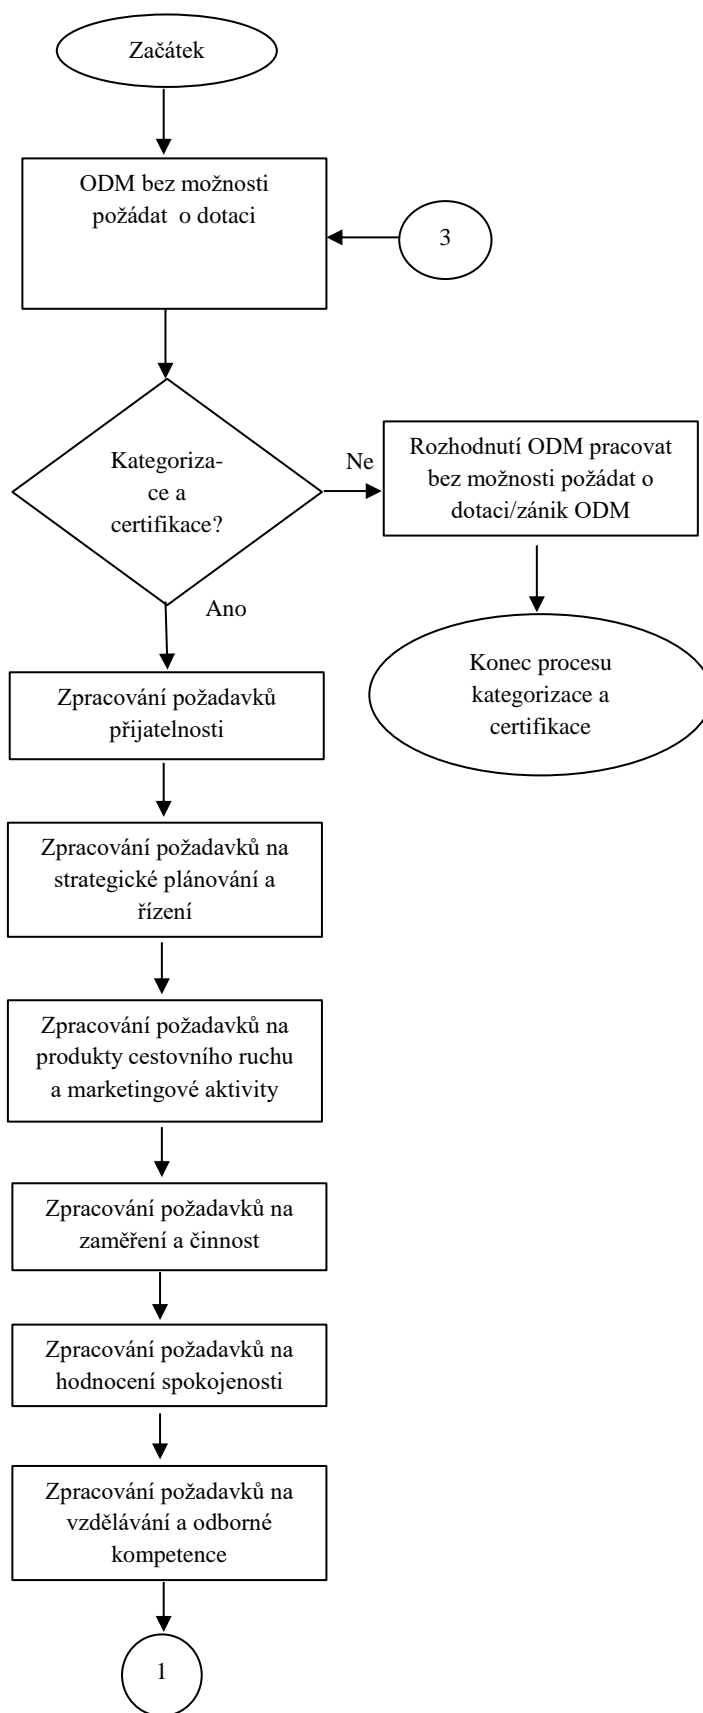 Začátek
ODM bez možnosti
požádat o dotaci
3
Kategoriza-
ce a
certifikace?
Ne
Rozhodnutí ODM pracovat
bez možnosti požádat o
dotaci/zánik ODM
Ano
Konec procesu
kategorizace a
certifikace
Zpracování požadavků
přijatelnosti
Zpracování požadavků na
strategické plánování a
řízení
Zpracování požadavků na
produkty cestovního ruchu
a marketingové aktivity
Zpracování požadavků na
zaměření a činnost
Zpracování požadavků na
hodnocení spokojenosti
Zpracování požadavků na
vzdělávání a odborné
kompetence
1